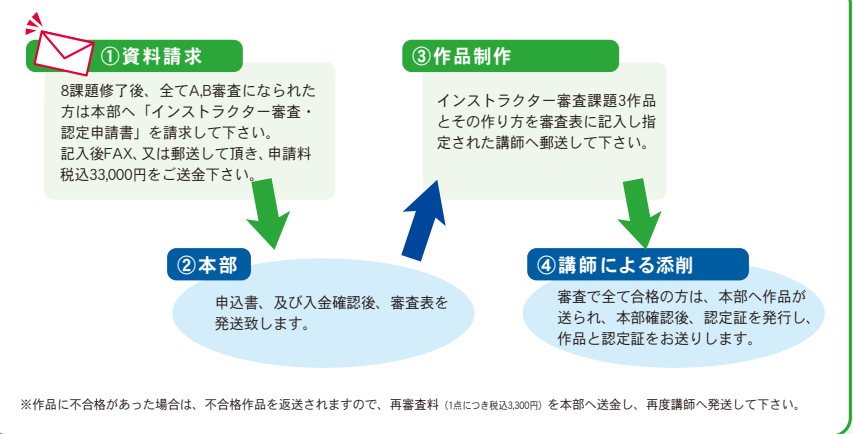 ①資料請求
8課題修了後、全てA,B審査になられた
方は本部へ「インストラクター審査・
認定申請書」を請求して下さい。
記入後FAX、又は郵送して頂き、申請料
税込33,000円をご送金下さい。
②本部
申込書、及び入金確認後、審査表を
発送致します。
③作品制作
インストラクター審査課題3作品
とその作り方を審査表に記入し指
定された講師へ郵送して下さい。
④講師による添削
審査で全て合格の方は、本部へ作品が
送られ、本部確認後、認定証を発行し、
作品と認定証をお送りします。
※作品に不合格があった場合は、不合格作品を返送されますので、再審査料（1点につき税込3,300円）を本部へ送金し、再度講師へ発送して下さい。